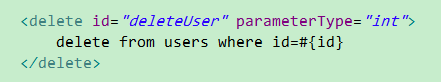 <delete id="deleteUser" parameterType="int">
delete from users where id=#{id}
</delete>